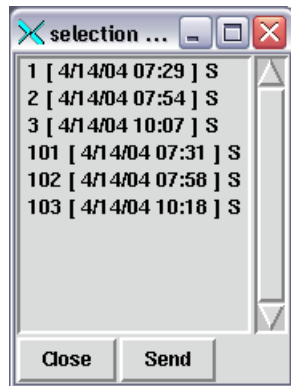 selection ...
1 [ 4/14/04 07:29 ] S
2 [ 4/14/04 07:54 ] S
3 [ 4/14/04 10:07 ] S
101 [ 4/14/04 07:31 ] S
102 [ 4/14/04 07:58 ] S
103 [ 4/14/04 10:18 ] S
Close Send